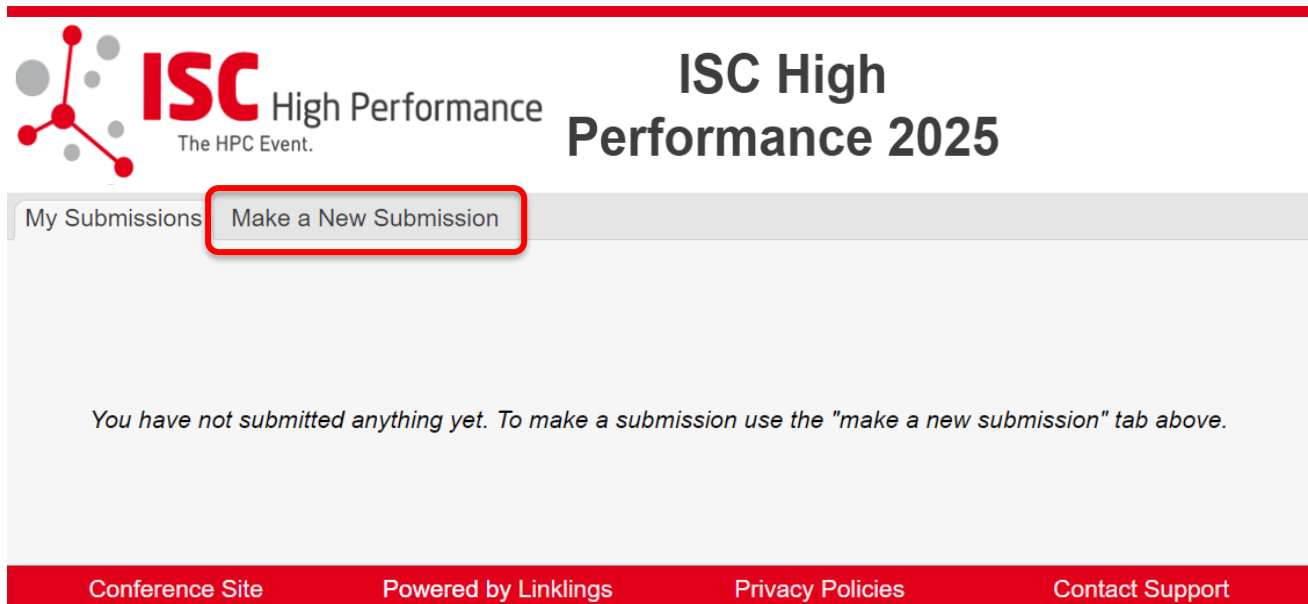 ISC High Performance
The HPC Event.
ISC High
Performance 2025
My Submissions Make a New Submission
You have not submitted anything yet. To make a submission use the "make a new submission" tab above.
Conference Site Powered by Linklings Privacy Policies Contact Support